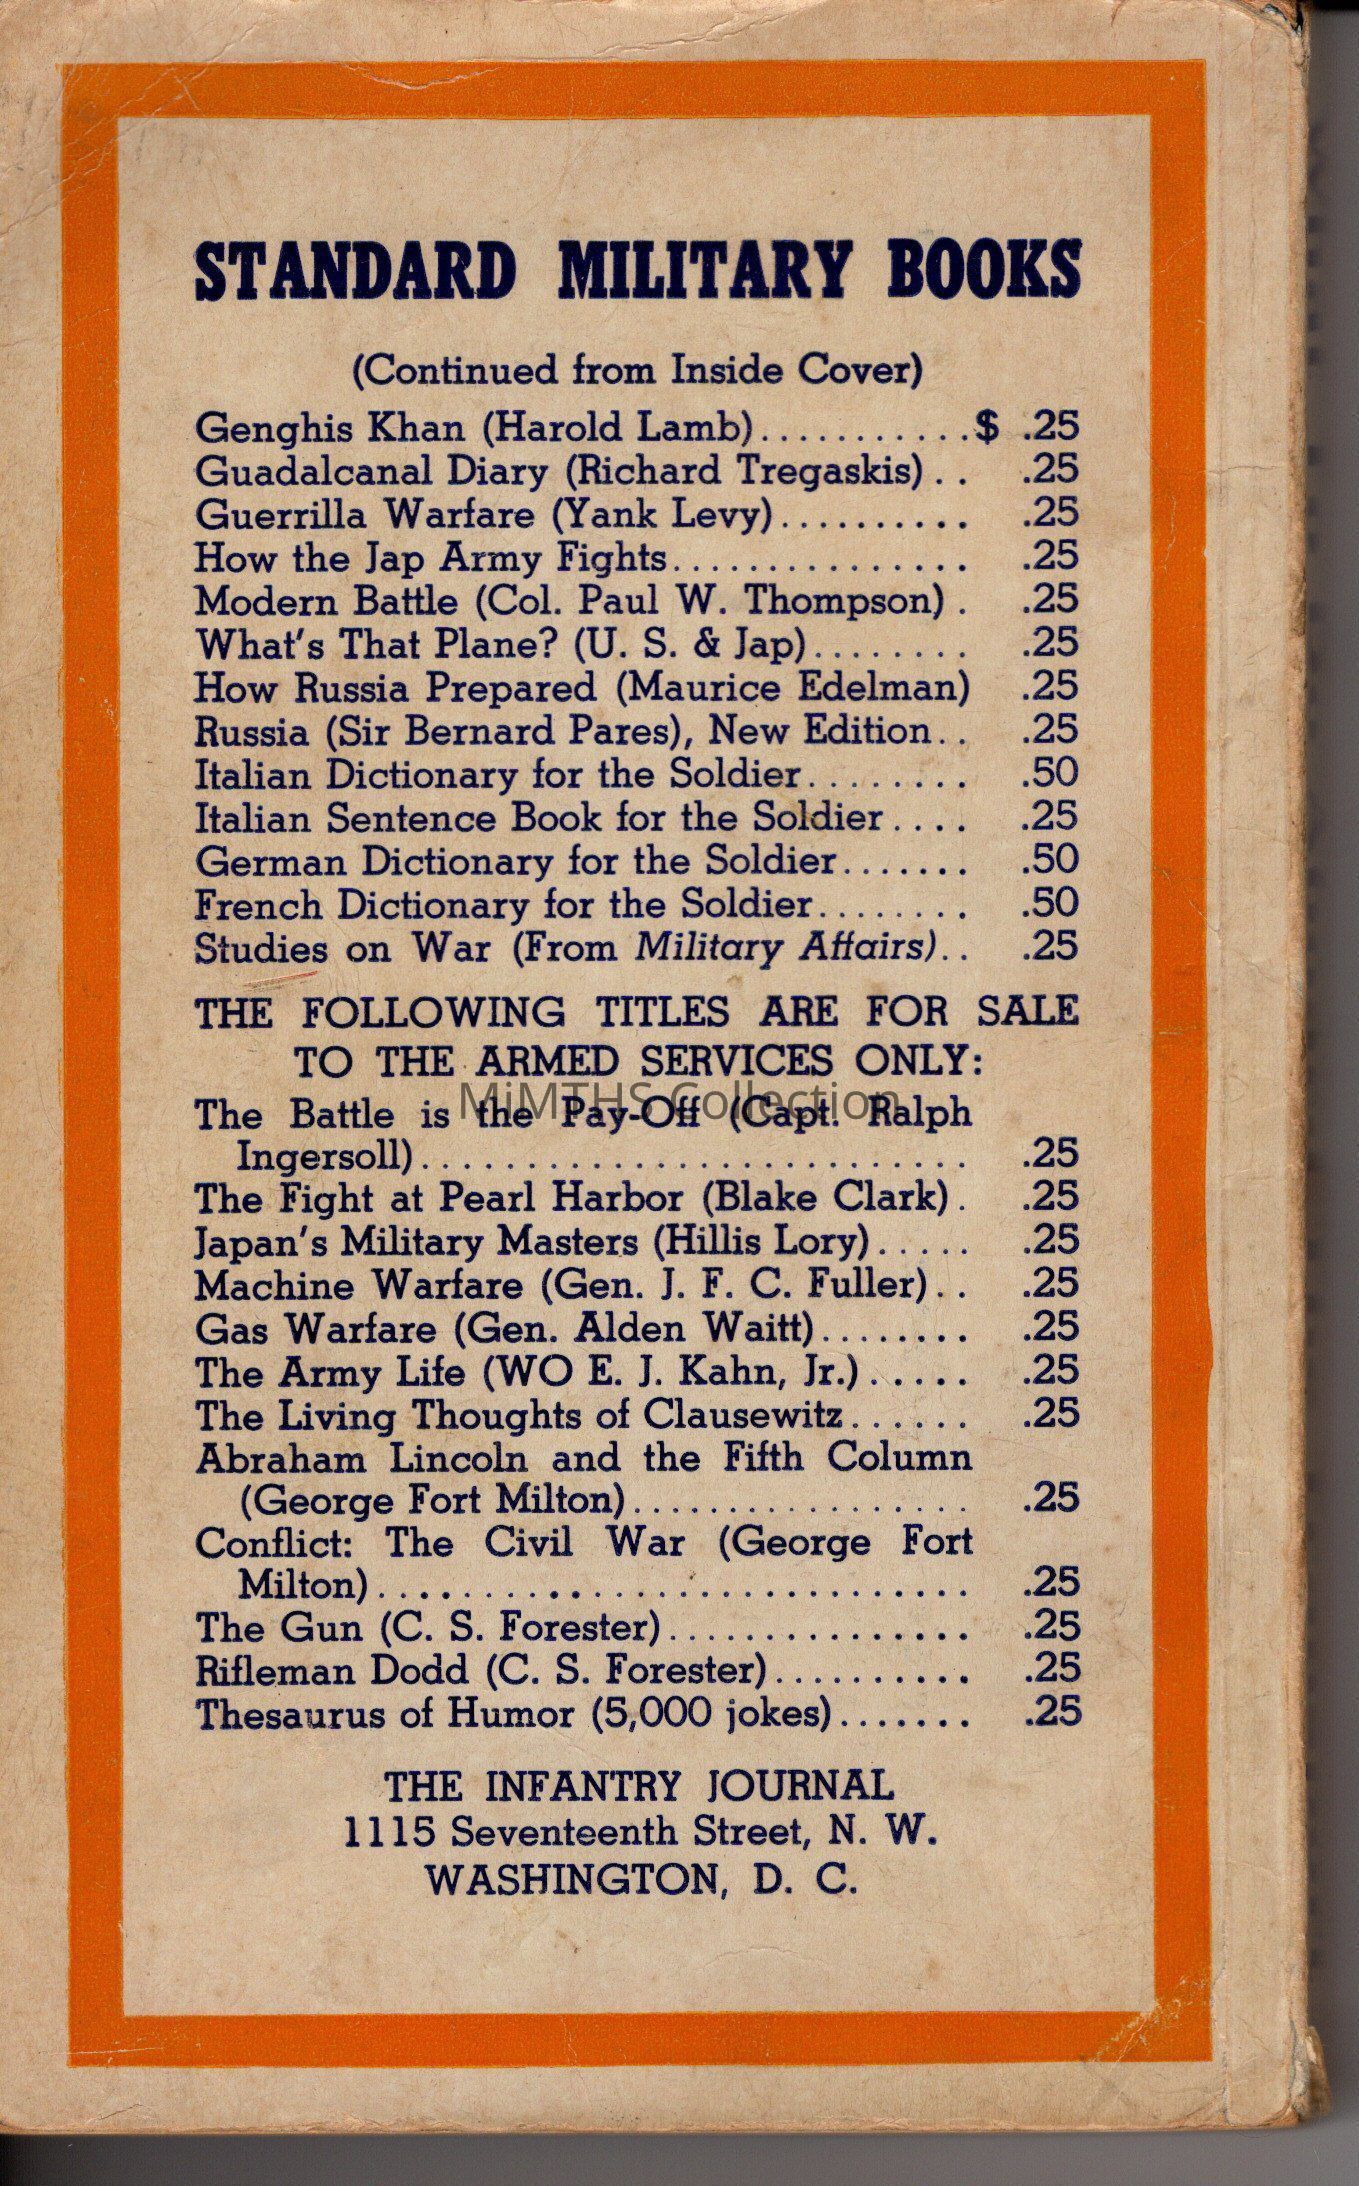 STANDARD MILITARY BOOKS
(Continued from Inside Cover)
Genghis Khan (Harold Lamb)...........$ .25
Guadalcanal Diary (Richard Tregaskis) . . .25
Guerrilla Warfare (Yank Levy).......... .25
How the Jap Army Fights............... .25
Modern Battle (Col. Paul W. Thompson) . .25
What's That Plane? (U. S. & Jap)........ .25
How Russia Prepared (Maurice Edelman) .25
Russia (Sir Bernard Pares), New Edition. . .25
Italian Dictionary for the Soldier........ .50
Italian Sentence Book for the Soldier.... .25
German Dictionary for the Soldier....... .50
French Dictionary for the Soldier........ .50
Studies on War (From Military Affairs). . .25
THE FOLLOWING TITLES ARE FOR SALE
TO THE ARMED SERVICES ONLY:
MiMTHS Collection
The Battle is the Pay-Off (Capt. Ralph
Ingersoll).......................... .25
The Fight at Pearl Harbor (Blake Clark) . .25
Japan's Military Masters (Hillis Lory)..... .25
Machine Warfare (Gen. J. F. C. Fuller). . .25
Gas Warfare (Gen. Alden Waitt)........ .25
The Army Life (WO E. J. Kahn, Jr.)..... .25
The Living Thoughts of Clausewitz...... .25
Abraham Lincoln and the Fifth Column
(George Fort Milton)................. .25
Conflict: The Civil War (George Fort
Milton)............................ .25
The Gun (C. S. Forester)............... .25
Rifleman Dodd (C. S. Forester).......... .25
Thesaurus of Humor (5,000 jokes)....... .25
THE INFANTRY JOURNAL
1115 Seventeenth Street, N. W.
WASHINGTON, D. C.